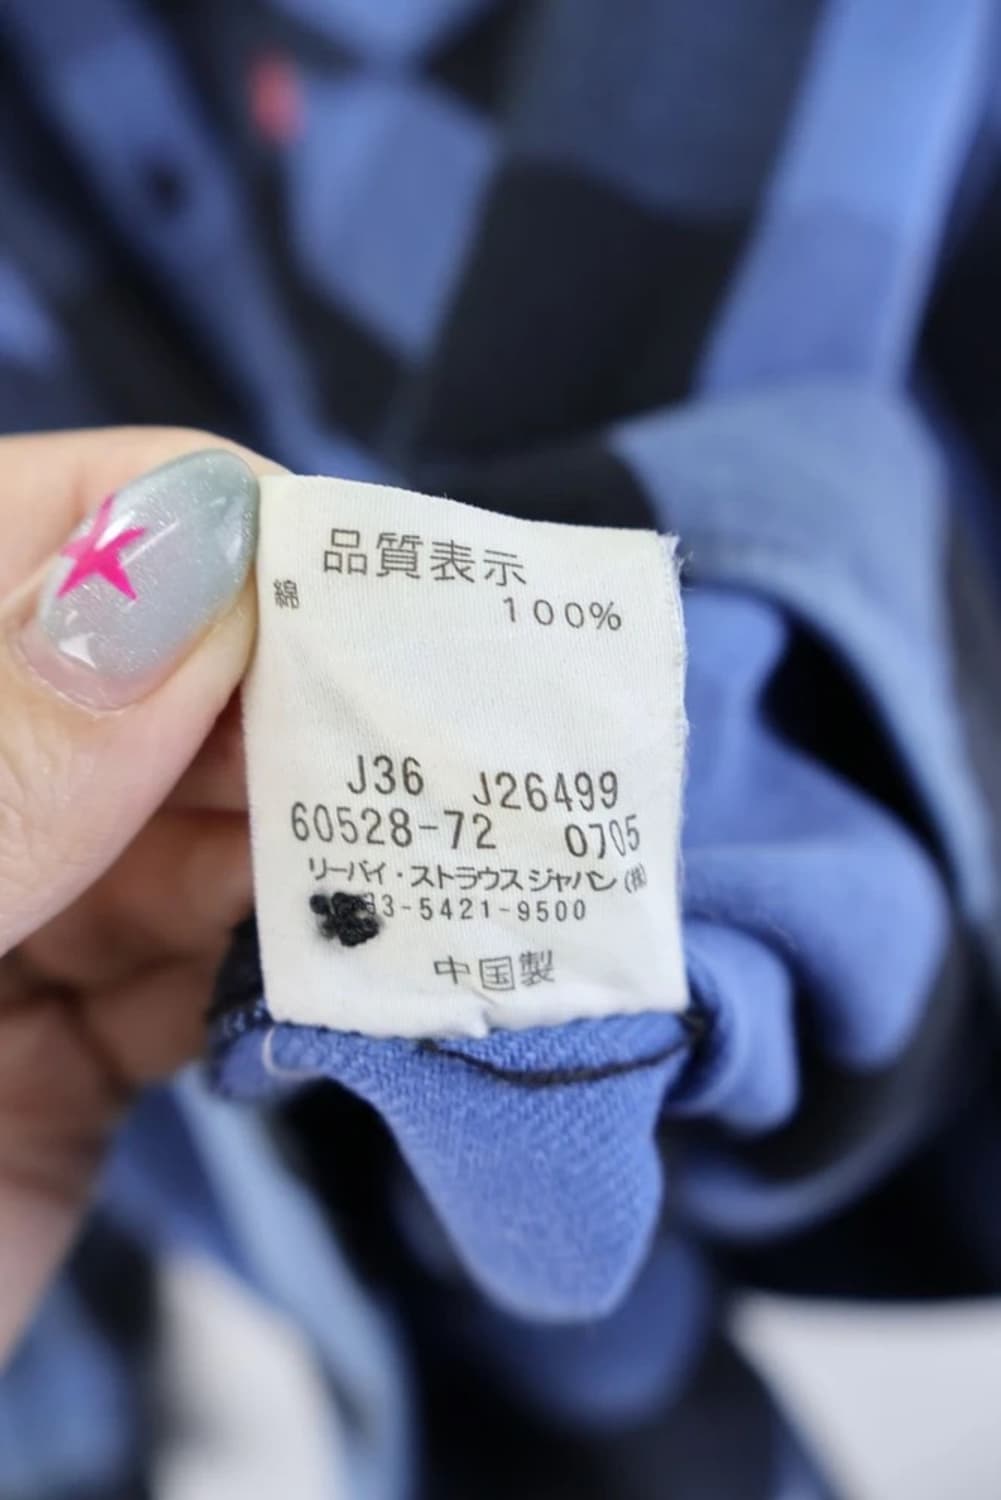 品質表示
綿
100%
J36 J26499
60528-72 0705
リーバイ・ストラウスジャパン(株)
3-5421-9500
中国製